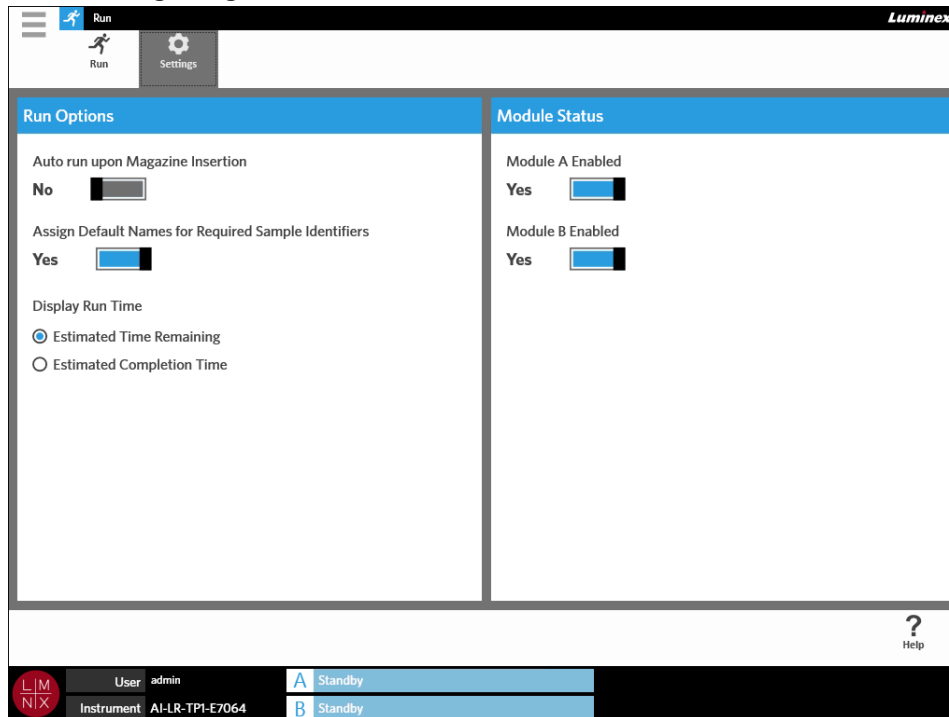 Run
Luminex
Run
Settings
Run Options
Module Status
Auto run upon Magazine Insertion
No
Assign Default Names for Required Sample Identifiers
Yes
Display Run Time
Estimated Time Remaining
Estimated Completion Time
Module A Enabled
Yes
Module B Enabled
Yes
?
Help
L M
N X
User admin
Instrument AI-LR-TP1-E7064
A Standby
B Standby